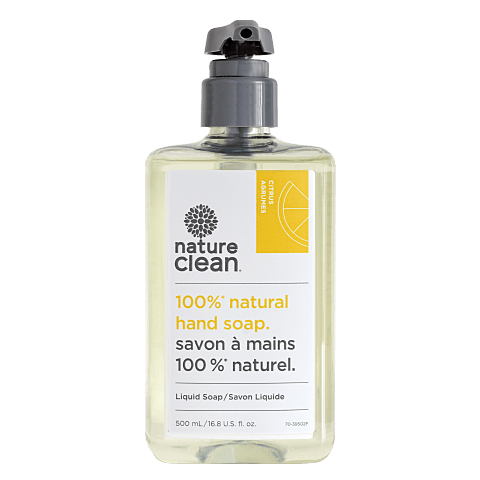 CITRUS
AGRUMES
nature
clean.
100%* natural
hand soap.
savon à mains
100 %* naturel.
Liquid Soap/Savon Liquide
500 mL/16.8 U.S. fl. oz.